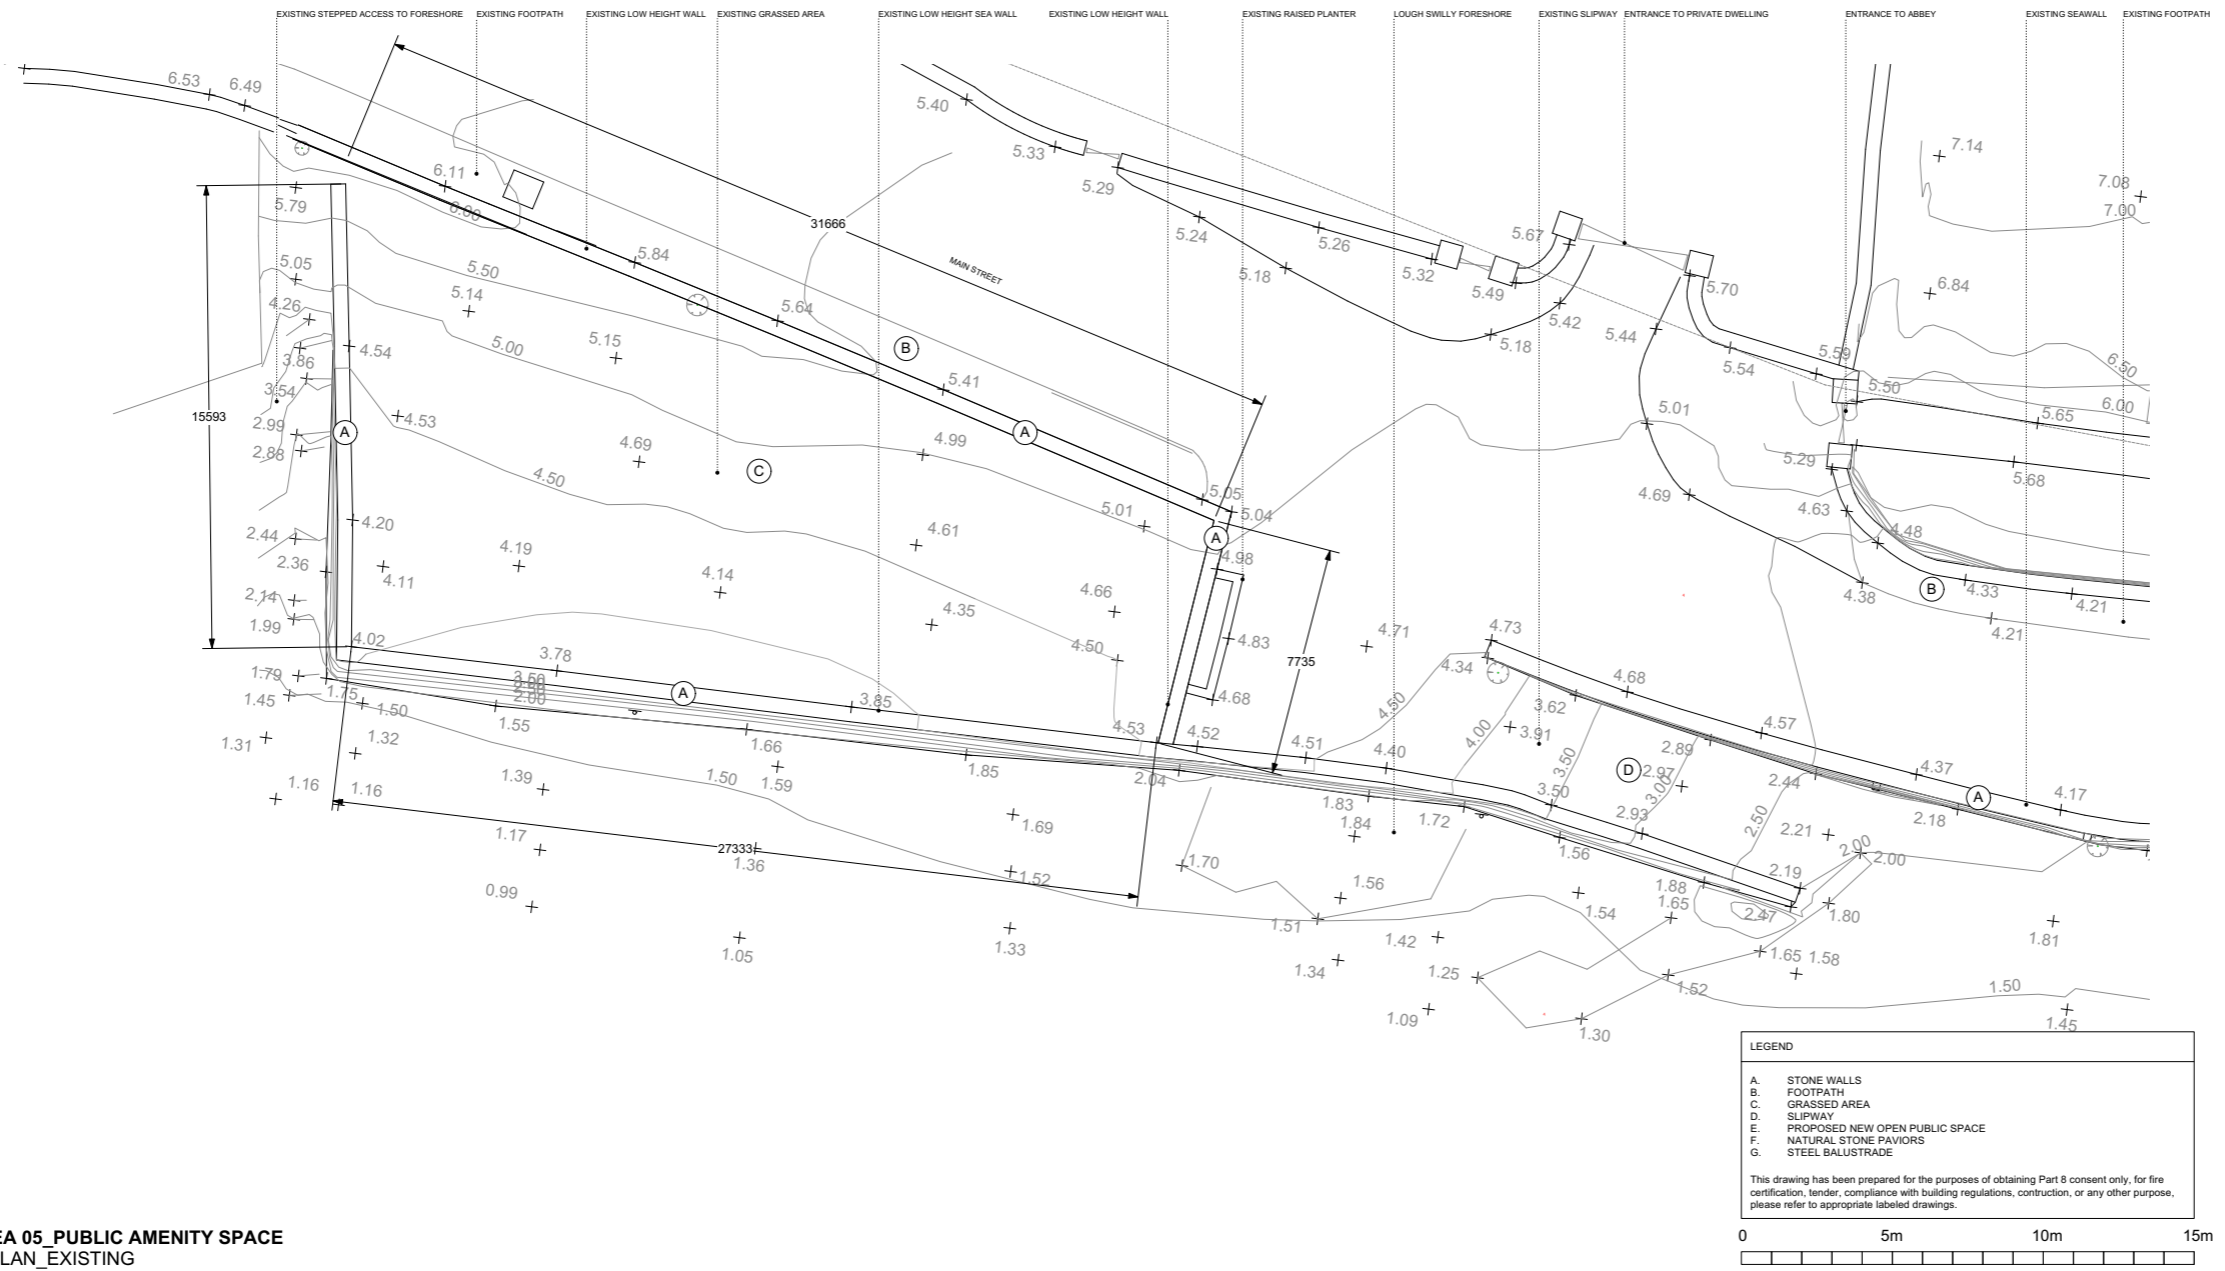 EXISTING STEPPED ACCESS TO FORESHORE EXISTING FOOTPATH EXISTING LOW HEIGHT WALL EXISTING GRASSED AREA EXISTING LOW HEIGHT SEA WALL EXISTING LOW HEIGHT WALL EXISTING RAISED PLANTER LOUGH SWILLY FORESHORE EXISTING SLIPWAY ENTRANCE TO PRIVATE DWELLING ENTRANCE TO ABBEY EXISTING SEAWALL EXISTING FOOTPATH
6.53 6.49 5.40
5.33 7.14
6.11 5.29 7.08
5.79 6.00 31666 5.24 5.26 5.67 7.00
5.05 5.50 5.84 MAIN STREET 5.18 5.32 5.49 5.70 6.84
4.26 5.14 5.64 5.42 5.44
3.86 4.54 5.00 5.15 B 5.18 5.54 5.59 6.50
3.54 5.41 5.50
15593 4.53 5.01 5.65 6.00
2.99 A 4.69 4.99 A
2.88 4.50 C 5.29 5.68
4.20 5.01 5.05 5.04 4.69 4.63
2.44 4.19 4.61 A 4.48
2.36 4.11 4.14 4.98
2.14 4.35 4.66 4.38 B 4.33 4.21
1.99 4.02 4.50 4.83 4.71 4.73 4.21
1.79 3.78 7735 4.34 4.68
1.45 1.75 3.50 A 3.85 4.68 4.50 3.62
1.50 2.00 4.53 4.52 4.51 4.40 4.00 3.91 4.57
1.31 1.32 1.55 1.66 1.85 2.04 3.50 D 2.97 2.89 2.44 4.37
1.16 1.16 1.39 1.50 1.59 1.83 3.50 3.00 A 4.17
1.69 1.84 1.72 2.93 2.50 2.21 2.18
1.17 27333 1.36 1.52 1.70 1.56 2.19 2.00 2.00
0.99 1.56 1.88
1.05 1.33 1.51 1.42 1.54 1.65 2.47 1.80 1.81
1.34 1.25 1.52 1.65 1.58 1.50
1.09 1.30 1.45
LEGEND
A. STONE WALLS
B. FOOTPATH
C. GRASSED AREA
D. SLIPWAY
E. PROPOSED NEW OPEN PUBLIC SPACE
F. NATURAL STONE PAVIORS
G. STEEL BALUSTRADE
This drawing has been prepared for the purposes of obtaining Part 8 consent only, for fire
certification, tender, compliance with building regulations, contruction, or any other purpose,
please refer to appropriate labeled drawings.
EA 05_PUBLIC AMENITY SPACE
LAN_EXISTING
0 5m 10m 15m